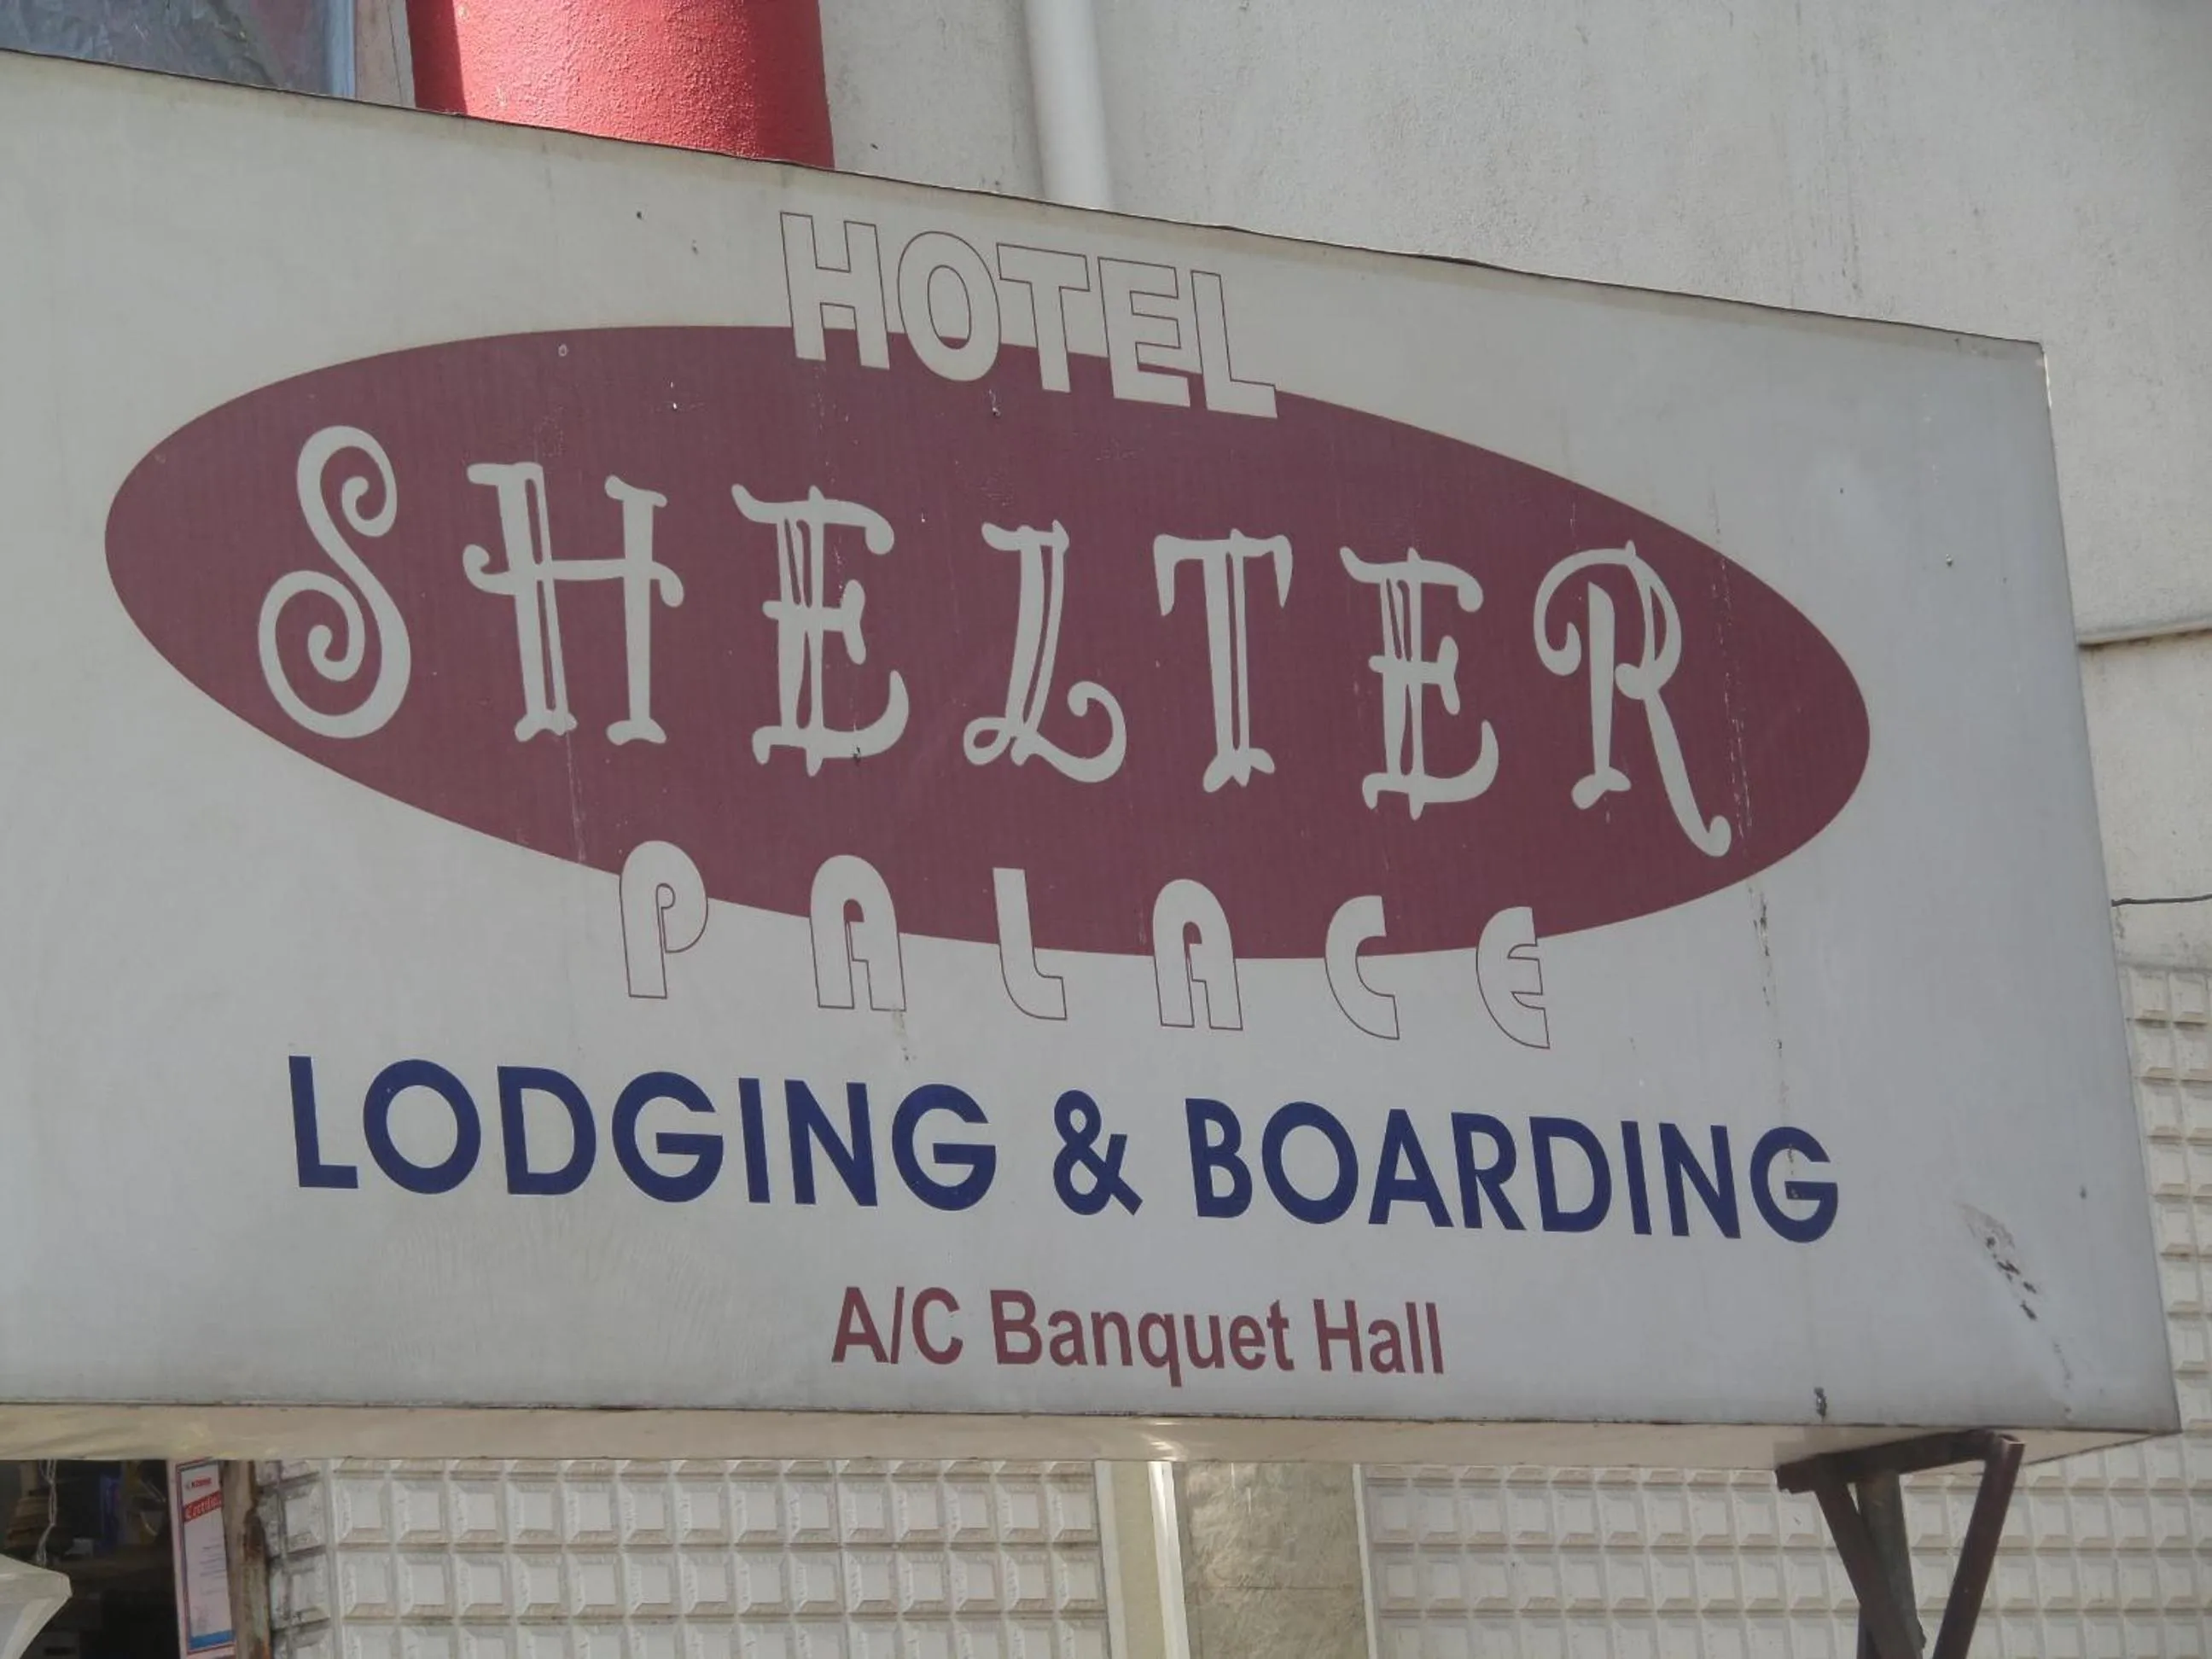 HOTEL
SHELTER
PALACE
LODGING & BOARDING
A/C Banquet Hall